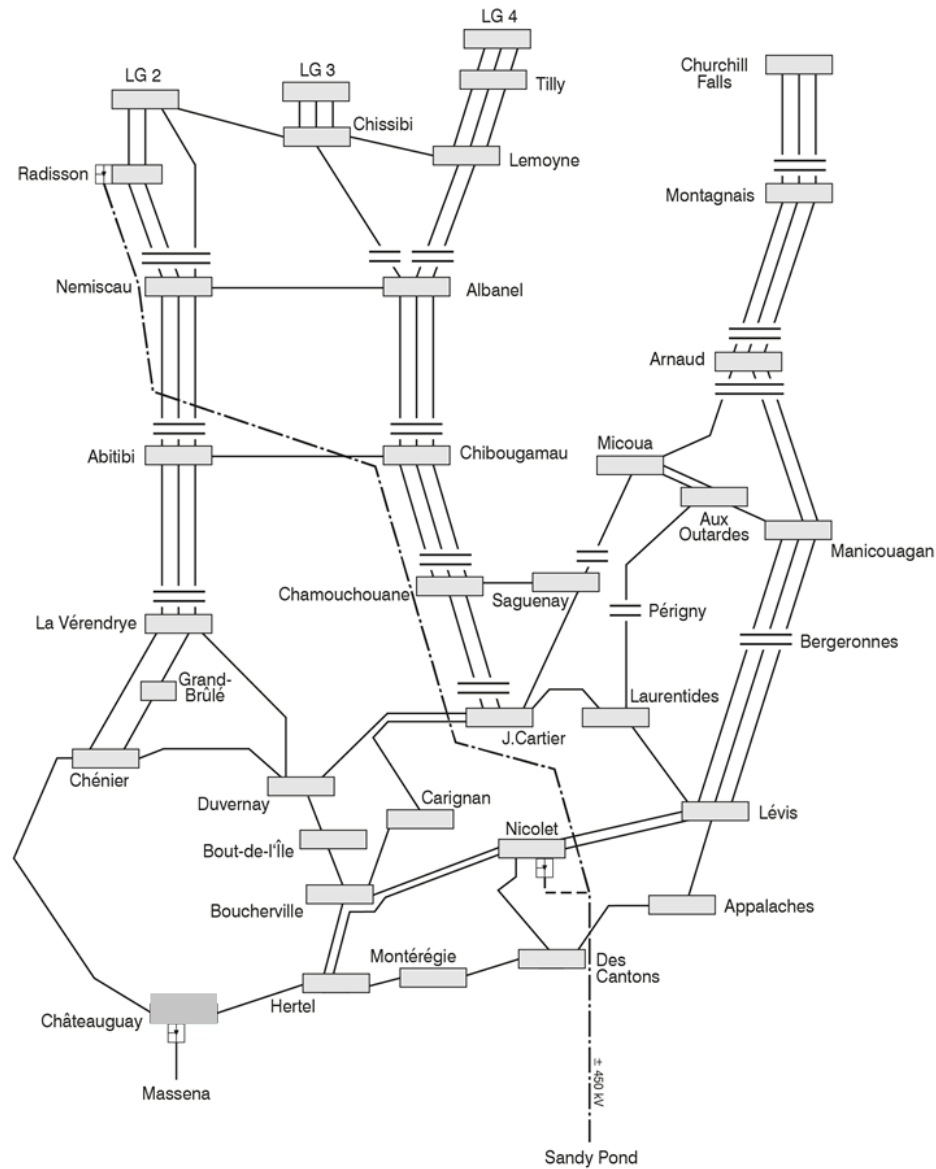 LG 4
Churchill
Falls
LG 2
LG 3
Tilly
Chissibi
Lemoyne
Radisson
Montagnais
Nemiscau
Albanel
Arnaud
Micoua
Abitibi
Chibougamau
Aux
Outardes
Manicouagan
Chamouchouane
Saguenay
Périgny
La Vérendrye
Bergeronnes
Grand-
Brûlé
Laurentides
J.Cartier
Chénier
Duvernay
Carignan
Lévis
Nicolet
Bout-de-l'Île
Boucherville
Appalaches
Montérégie
Des
Cantons
Hertel
Châteauguay
± 450 kV
Massena
Sandy Pond